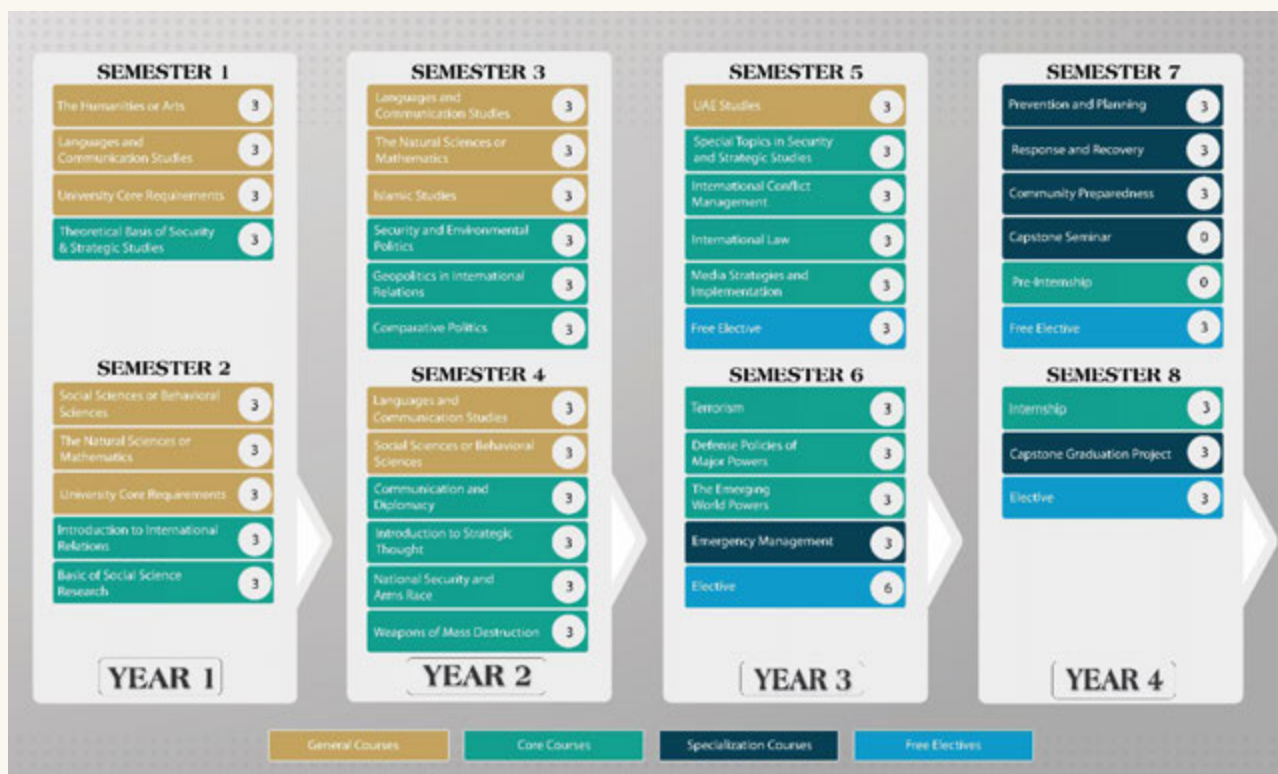 SEMESTER 1
The Humanities or Arts 3
Languages and
Communication Studies 3
University Core Requirements 3
Theoretical Basis of Security
& Strategic Studies 3
SEMESTER 2
Social Sciences or Behavioral
Sciences 3
The Natural Sciences or
Mathematics 3
University Core Requirements 3
Introduction to International
Relations 3
Basic of Social Science
Research 3
YEAR 1
SEMESTER 3
Languages and
Communication Studies 3
The Natural Sciences or
Mathematics 3
Islamic Studies 3
Security and Environmental
Politics 3
Geopolitics in International
Relations 3
Comparative Politics 3
SEMESTER 4
Languages and
Communication Studies 3
Social Sciences or Behavioral
Sciences 3
Communication and
Diplomacy 3
Introduction to Strategic
Thought 3
National Security and
Arms Race 3
Weapons of Mass Destruction 3
YEAR 2
SEMESTER 5
UAE Studies 3
Special Topics in Security
and Strategic Studies 3
International Conflict
Management 3
International Law 3
Media Strategies and
Implementation 3
Free Elective 3
SEMESTER 6
Terrorism 3
Defense Policies of
Major Powers 3
The Emerging
World Powers 3
Emergency Management 3
Elective 6
YEAR 3
SEMESTER 7
Prevention and Planning 3
Response and Recovery 3
Community Preparedness 3
Capstone Seminar 0
Pre-Internship 0
Free Elective 3
SEMESTER 8
Internship 3
Capstone Graduation Project 3
Elective 3
YEAR 4
General Courses
Core Courses
Specialization Courses
Free Electives